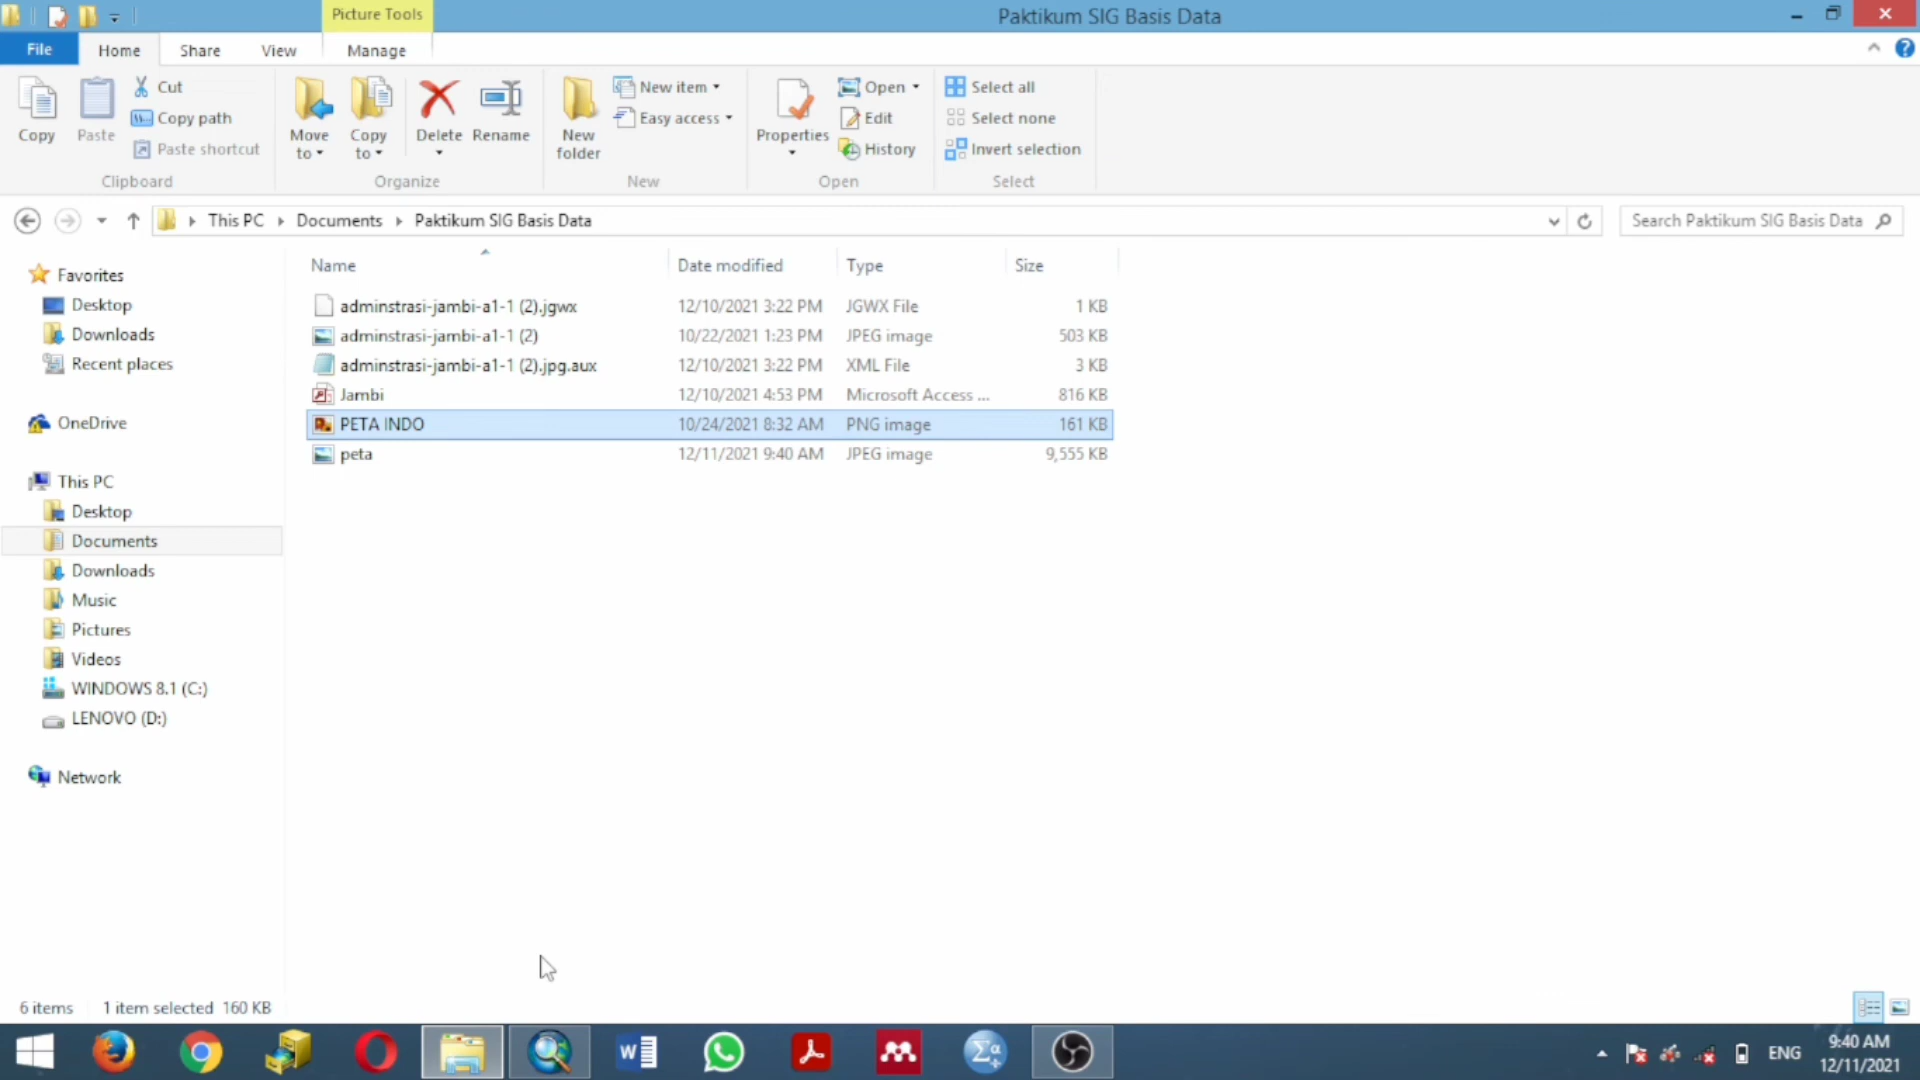 Picture Tools
Paktikum SIG Basis Data
File Home Share View Manage
Copy
Paste
Cut
Copy path
Paste shortcut
Clipboard
Move to
Copy to
Delete
Rename
Organize
New folder
New item
Easy access
New
Properties
Open
Edit
History
Open
Select all
Select none
Invert selection
Select
This PC Documents Paktikum SIG Basis Data
Search Paktikum SIG Basis Data
Favorites
Desktop
Downloads
Recent places
OneDrive
This PC
Desktop
Documents
Downloads
Music
Pictures
Videos
WINDOWS 8.1 (C:)
LENOVO (D:)
Network
Name Date modified Type Size
adminstrasi-jambi-a1-1 (2).jgwx 12/10/2021 3:22 PM JGWX File 1 KB
adminstrasi-jambi-a1-1 (2) 10/22/2021 1:23 PM JPEG image 503 KB
adminstrasi-jambi-a1-1 (2).jpg.aux 12/10/2021 3:22 PM XML File 3 KB
Jambi 12/10/2021 4:53 PM Microsoft Access ... 816 KB
PETA INDO 10/24/2021 8:32 AM PNG image 161 KB
peta 12/11/2021 9:40 AM JPEG image 9,555 KB
6 items 1 item selected 160 KB
ENG
9:40 AM
12/11/2021